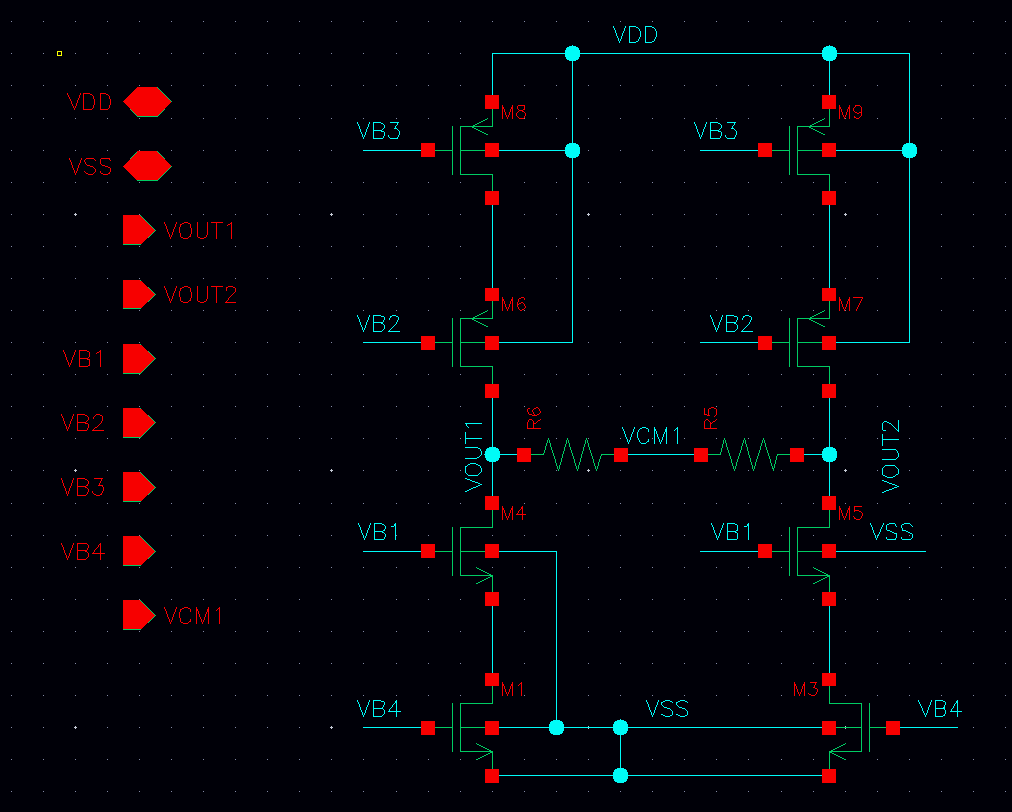 VDD
VDD
M8
M9
VB3
VB3
VSS
VOUT1
VOUT2
M6
M7
VB2
VB2
VB1
R6
R5
VB2
VOUT1
VCM1
VOUT2
VB3
M4
M5
VB1
VB1
VSS
VB4
VCM1
M1
M3
VB4
VSS
VB4